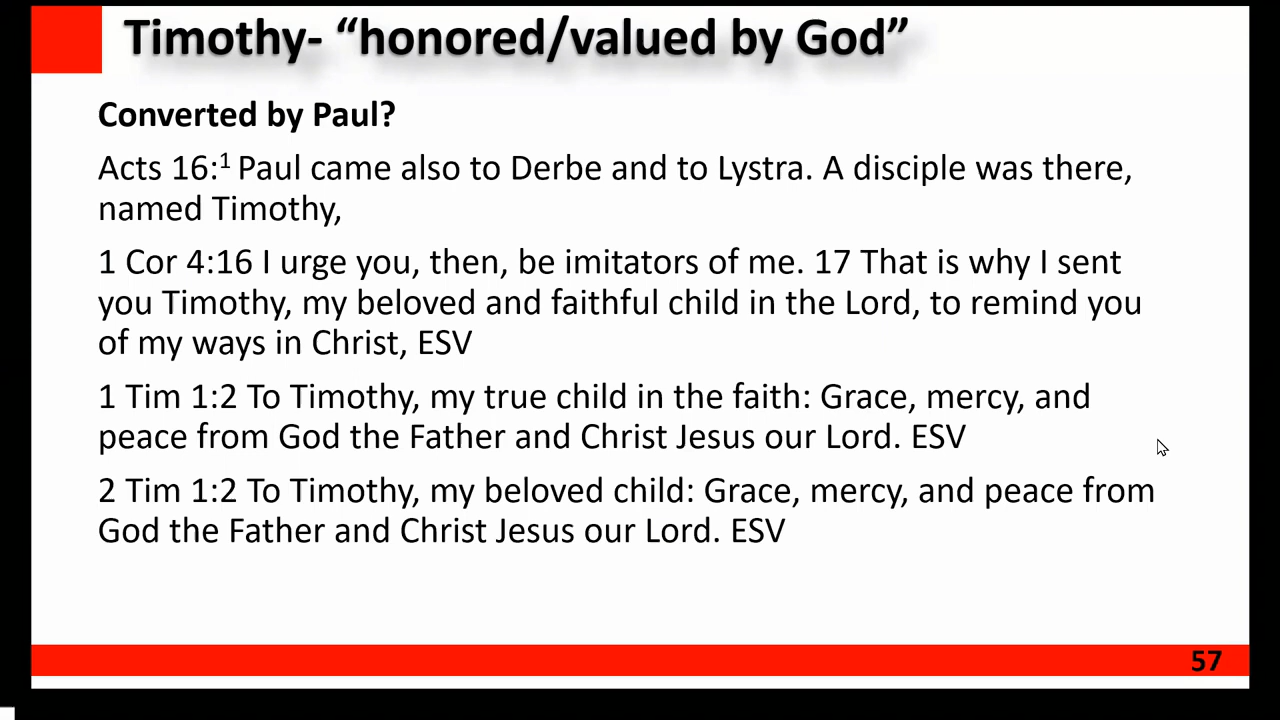 Timothy- “honored/valued by God”
Converted by Paul?
Acts 16:¹ Paul came also to Derbe and to Lystra. A disciple was there,
named Timothy,
1 Cor 4:16 I urge you, then, be imitators of me. 17 That is why I sent
you Timothy, my beloved and faithful child in the Lord, to remind you
of my ways in Christ, ESV
1 Tim 1:2 To Timothy, my true child in the faith: Grace, mercy, and
peace from God the Father and Christ Jesus our Lord. ESV
2 Tim 1:2 To Timothy, my beloved child: Grace, mercy, and peace from
God the Father and Christ Jesus our Lord. ESV
57